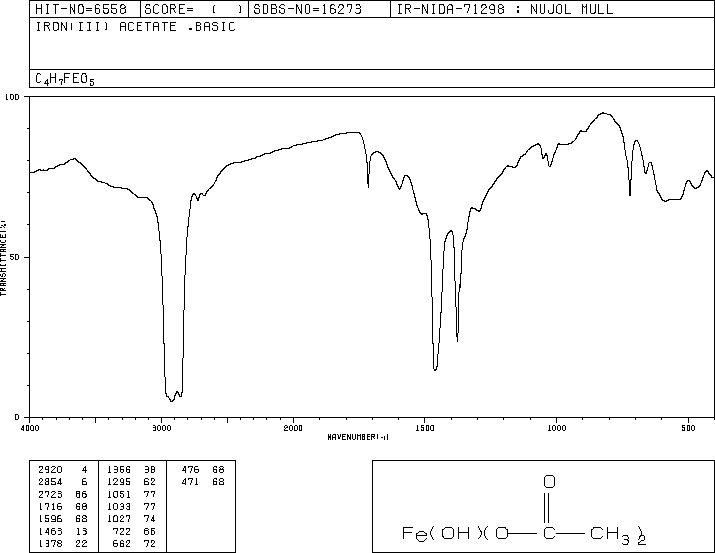 HIT-NO=6558 SCORE= ( ) SDBS-NO=16273 IR-NIDA-71298 : NUJOL MULL
IRON(III) ACETATE ,BASIC
C₄H₇FEO₅
100
50
0
TRANSMITTANCE(%)
4000 3000 2000 1500 1000 500
WAVENUMBER(-1)
2920 4 1366 38 476 68
2854 6 1295 62 471 68
2723 66 1051 77
1716 68 1033 77
1596 68 1027 74
1463 13 722 66
1378 22 662 72
O
Fe(OH)(O—C—CH₃)₂